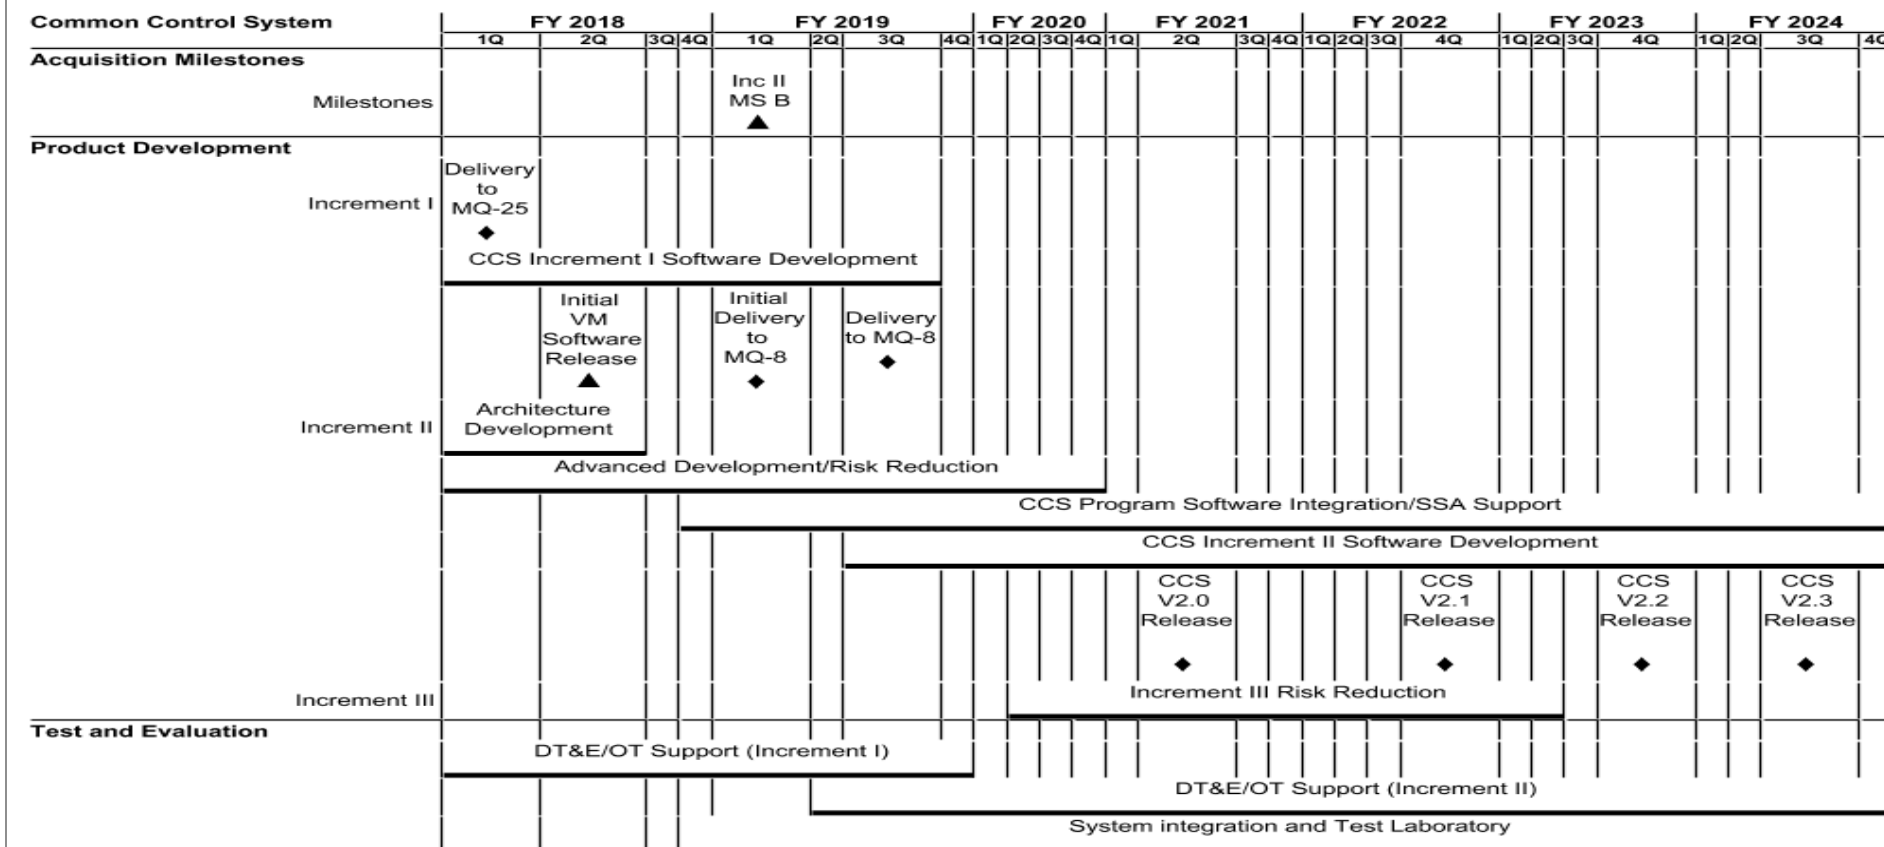 Common Control System FY 2018 FY 2019 FY 2020 FY 2021 FY 2022 FY 2023 FY 2024
1Q 2Q 3Q 4Q 1Q 2Q 3Q 4Q 1Q 2Q 3Q 4Q 1Q 2Q 3Q 4Q 1Q 2Q 3Q 4Q 1Q 2Q 3Q 4Q 1Q 2Q 3Q 4Q
Acquisition Milestones
Milestones
Inc II
MS B
Product Development
Increment I
Delivery
to
MQ-25
CCS Increment I Software Development
Increment II
Initial
VM
Software
Release
Initial
Delivery
to
MQ-8
Delivery
to MQ-8
Architecture
Development
Advanced Development/Risk Reduction
CCS Program Software Integration/SSA Support
CCS Increment II Software Development
CCS
V2.0
Release
CCS
V2.1
Release
CCS
V2.2
Release
CCS
V2.3
Release
Increment III
Increment III Risk Reduction
Test and Evaluation
DT&E/OT Support (Increment I)
DT&E/OT Support (Increment II)
System integration and Test Laboratory